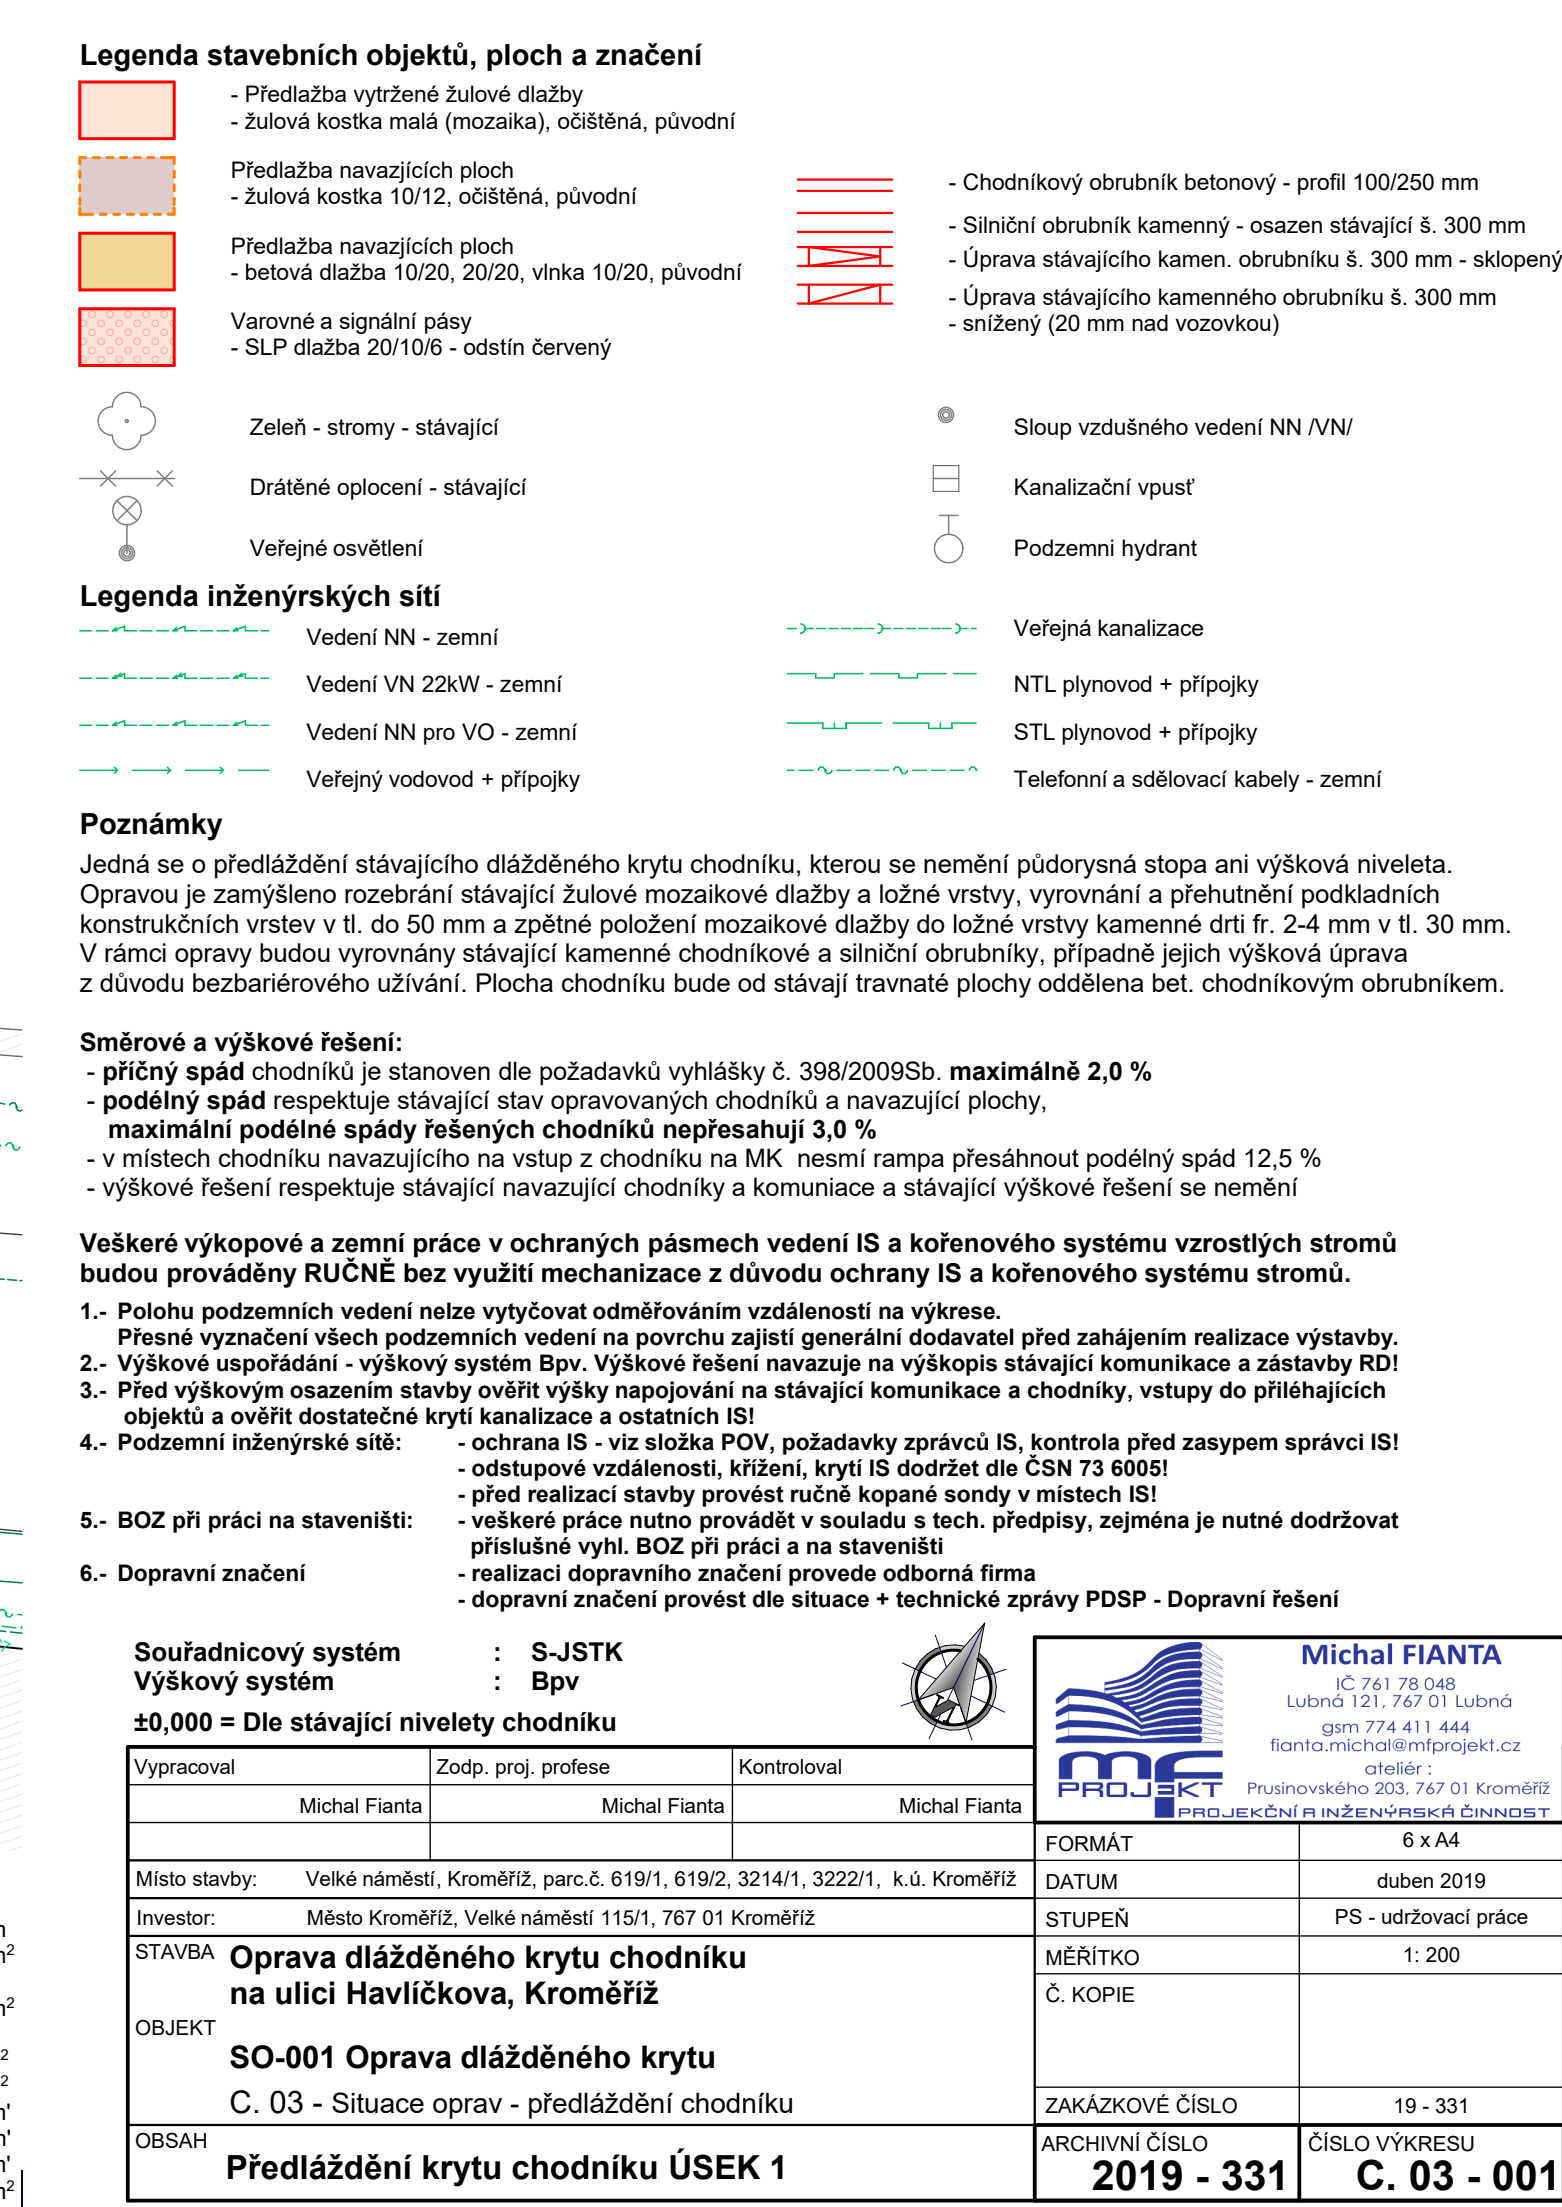 Legenda stavebních objektů, ploch a značení
- Předlažba vytržené žulové dlažby
- žulová kostka malá (mozaika), očištěná, původní
Předlažba navazjících ploch
- žulová kostka 10/12, očištěná, původní
Předlažba navazjících ploch
- betová dlažba 10/20, 20/20, vlnka 10/20, původní
Varovné a signální pásy
- SLP dlažba 20/10/6 - odstín červený
- Chodníkový obrubník betonový - profil 100/250 mm
- Silniční obrubník kamenný - osazen stávající š. 300 mm
- Úprava stávajícího kamen. obrubníku š. 300 mm - sklopený
- Úprava stávajícího kamenného obrubníku š. 300 mm
- snížený (20 mm nad vozovkou)
Zeleň - stromy - stávající
Drátěné oplocení - stávající
Veřejné osvětlení
Sloup vzdušného vedení NN /VN/
Kanalizační vpusť
Podzemni hydrant
Legenda inženýrských sítí
Vedení NN - zemní
Vedení VN 22kW - zemní
Vedení NN pro VO - zemní
Veřejný vodovod + přípojky
Veřejná kanalizace
NTL plynovod + přípojky
STL plynovod + přípojky
Telefonní a sdělovací kabely - zemní
Poznámky
Jedná se o předláždění stávajícího dlážděného krytu chodníku, kterou se nemění půdorysná stopa ani výšková niveleta.
Opravou je zamýšleno rozebrání stávající žulové mozaikové dlažby a ložné vrstvy, vyrovnání a přehutnění podkladních
konstrukčních vrstev v tl. do 50 mm a zpětné položení mozaikové dlažby do ložné vrstvy kamenné drti fr. 2-4 mm v tl. 30 mm.
V rámci opravy budou vyrovnány stávající kamenné chodníkové a silniční obrubníky, případně jejich výšková úprava
z důvodu bezbariérového užívání. Plocha chodníku bude od stávají travnaté plochy oddělena bet. chodníkovým obrubníkem.
Směrové a výškové řešení:
- příčný spád chodníků je stanoven dle požadavků vyhlášky č. 398/2009Sb. maximálně 2,0 %
- podélný spád respektuje stávající stav opravovaných chodníků a navazující plochy,
maximální podélné spády řešených chodníků nepřesahují 3,0 %
- v místech chodníku navazujícího na vstup z chodníku na MK nesmí rampa přesáhnout podélný spád 12,5 %
- výškové řešení respektuje stávající navazující chodníky a komuniace a stávající výškové řešení se nemění
Veškeré výkopové a zemní práce v ochraných pásmech vedení IS a kořenového systému vzrostlých stromů
budou prováděny RUČNĚ bez využití mechanizace z důvodu ochrany IS a kořenového systému stromů.
1.- Polohu podzemních vedení nelze vytyčovat odměřováním vzdáleností na výkrese.
Přesné vyznačení všech podzemních vedení na povrchu zajistí generální dodavatel před zahájením realizace výstavby.
2.- Výškové uspořádání - výškový systém Bpv. Výškové řešení navazuje na výškopis stávající komunikace a zástavby RD!
3.- Před výškovým osazením stavby ověřit výšky napojování na stávající komunikace a chodníky, vstupy do přiléhajících
objektů a ověřit dostatečné krytí kanalizace a ostatních IS!
4.- Podzemní inženýrské sítě: - ochrana IS - viz složka POV, požadavky zprávců IS, kontrola před zasypem správci IS!
- odstupové vzdálenosti, křížení, krytí IS dodržet dle ČSN 73 6005!
- před realizací stavby provést ručně kopané sondy v místech IS!
5.- BOZ při práci na staveništi: - veškeré práce nutno provádět v souladu s tech. předpisy, zejména je nutné dodržovat
příslušné vyhl. BOZ při práci a na staveništi
6.- Dopravní značení - realizaci dopravního značení provede odborná firma
- dopravní značení provést dle situace + technické zprávy PDSP - Dopravní řešení
Souřadnicový systém : S-JSTK
Výškový systém : Bpv
±0,000 = Dle stávající nivelety chodníku
Michal FIANTA
IČ 761 78 048
Lubná 121, 767 01 Lubná
gsm 774 411 444
fianta.michal@mfprojekt.cz
ateliér :
Prusinovského 203, 767 01 Kroměříž
mf
PROJEKT
PROJEKČNÍ A INŽENÝRSKÁ ČINNOST
Vypracoval Zodp. proj. profese Kontroloval
Michal Fianta Michal Fianta Michal Fianta
Místo stavby: Velké náměstí, Kroměříž, parc.č. 619/1, 619/2, 3214/1, 3222/1, k.ú. Kroměříž
Investor: Město Kroměříž, Velké náměstí 115/1, 767 01 Kroměříž
STAVBA Oprava dlážděného krytu chodníku
na ulici Havlíčkova, Kroměříž
OBJEKT
SO-001 Oprava dlážděného krytu
C. 03 - Situace oprav - předláždění chodníku
OBSAH
Předláždění krytu chodníku ÚSEK 1
FORMÁT 6 x A4
DATUM duben 2019
STUPEŇ PS - udržovací práce
MĚŘÍTKO 1: 200
Č. KOPIE
ZAKÁZKOVÉ ČÍSLO 19 - 331
ARCHIVNÍ ČÍSLO ČÍSLO VÝKRESU
2019 - 331 C. 03 - 001